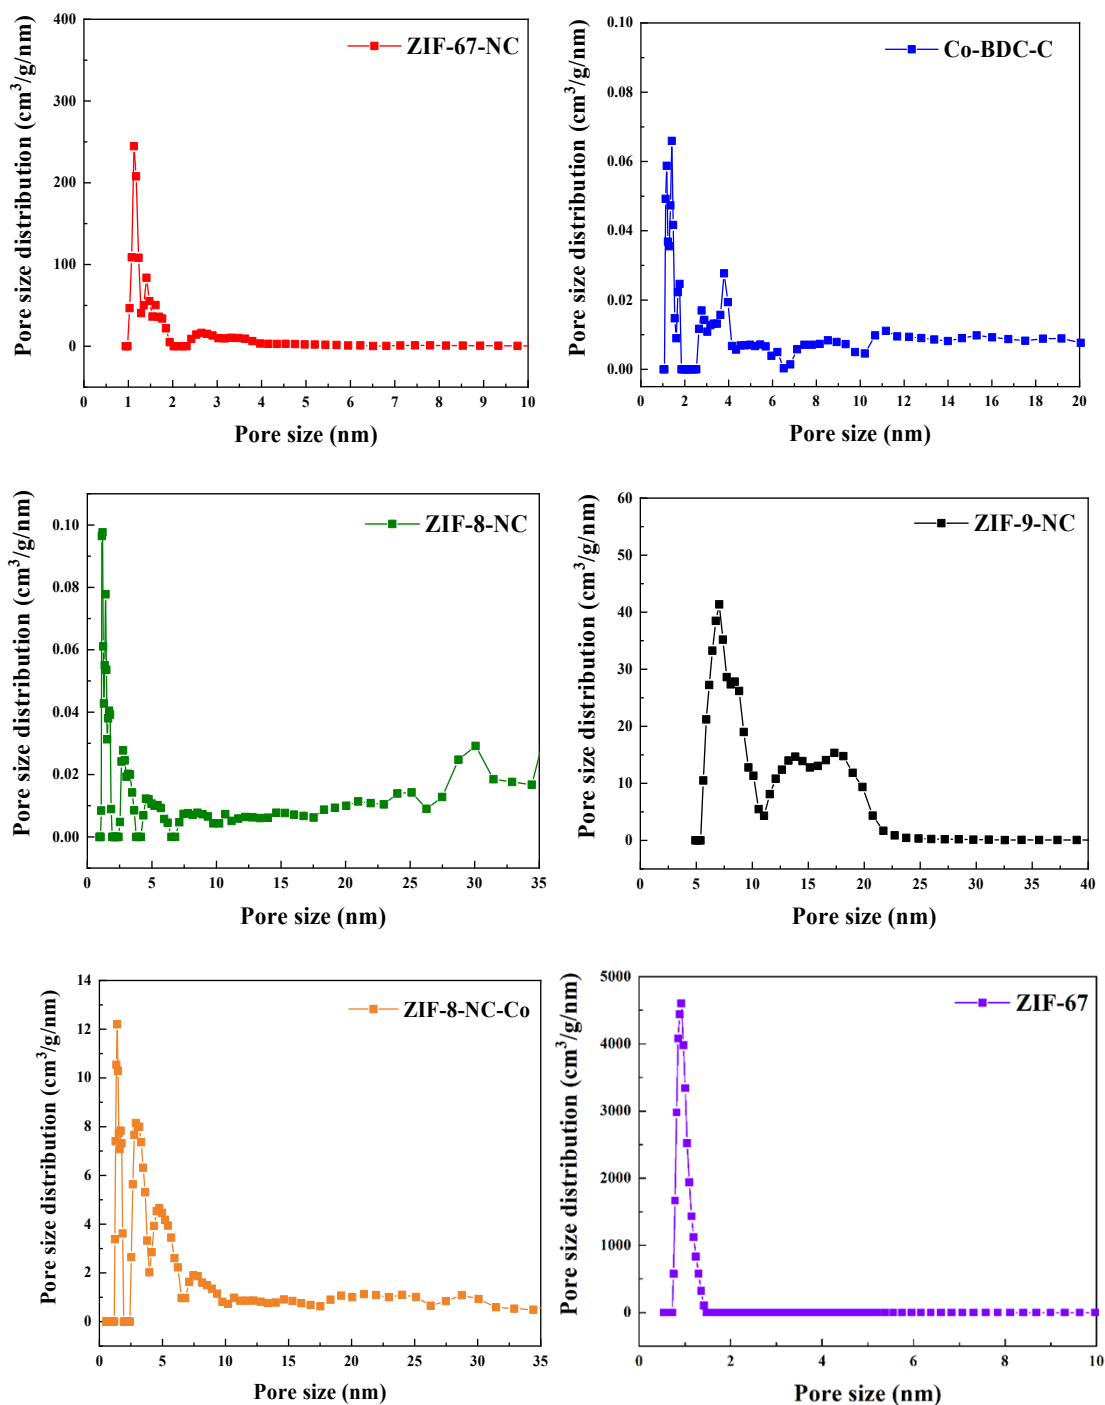 ZIF-67-NC
Pore size distribution (cm³/g/nm)
400
300
200
100
0
0 1 2 3 4 5 6 7 8 9 10
Pore size (nm)
Co-BDC-C
Pore size distribution (cm³/g/nm)
0.10
0.08
0.06
0.04
0.02
0.00
0 2 4 6 8 10 12 14 16 18 20
Pore size (nm)
ZIF-8-NC
Pore size distribution (cm³/g/nm)
0.10
0.08
0.06
0.04
0.02
0.00
0 5 10 15 20 25 30 35
Pore size (nm)
ZIF-9-NC
Pore size distribution (cm³/g/nm)
60
50
40
30
20
10
0
0 5 10 15 20 25 30 35 40
Pore size (nm)
ZIF-8-NC-Co
Pore size distribution (cm³/g/nm)
14
12
10
8
6
4
2
0
0 5 10 15 20 25 30 35
Pore size (nm)
ZIF-67
Pore size distribution (cm³/g/nm)
5000
4000
3000
2000
1000
0
0 2 4 6 8 10
Pore size (nm)